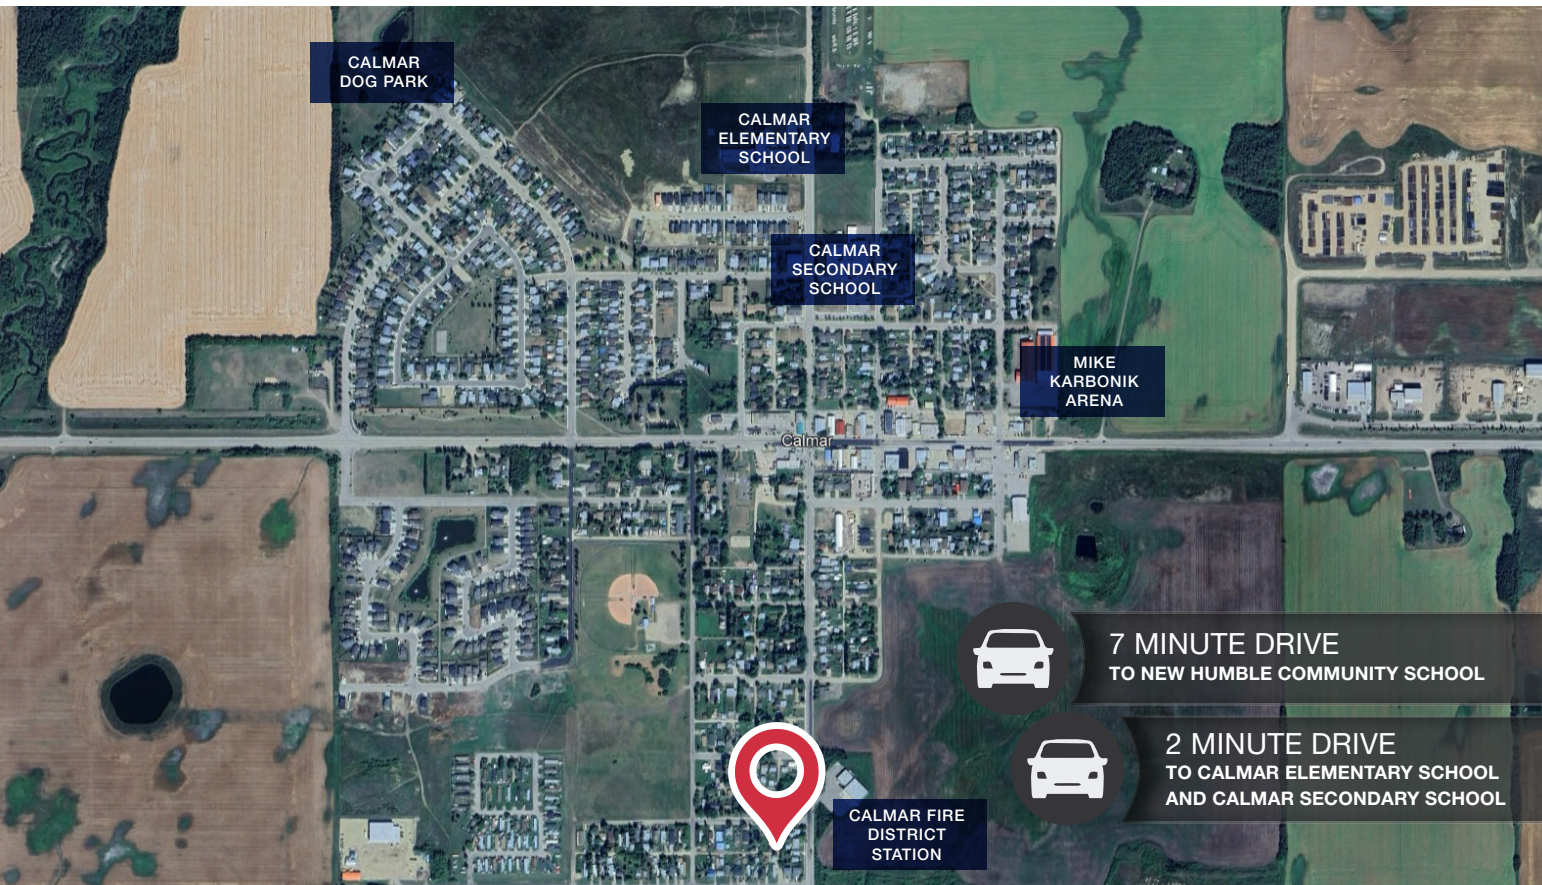 CALMAR
DOG PARK
CALMAR
ELEMENTARY
SCHOOL
CALMAR
SECONDARY
SCHOOL
MIKE
KARBONIK
ARENA
Calmar
7 MINUTE DRIVE
TO NEW HUMBLE COMMUNITY SCHOOL
2 MINUTE DRIVE
TO CALMAR ELEMENTARY SCHOOL
AND CALMAR SECONDARY SCHOOL
CALMAR FIRE
DISTRICT
STATION